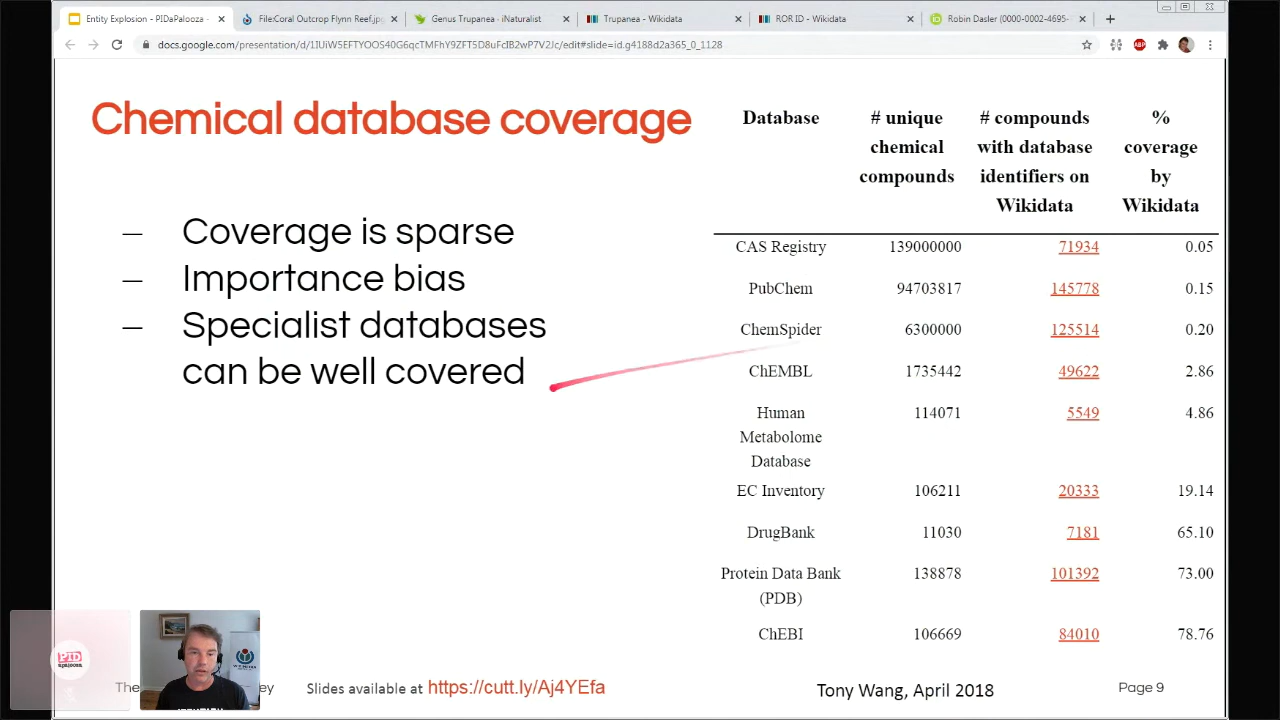 Entity Explosion - PIDaPalooza - G
File:Coral Outcrop Flynn Reef.jp
Genus Trupanea · iNaturalist
Trupanea - Wikidata
ROR ID - Wikidata
Robin Dasler (0000-0002-4695-
docs.google.com/presentation/d/
Chemical database coverage
— Coverage is sparse
— Importance bias
— Specialist databases
can be well covered
Database # unique chemical compounds # compounds with database identifiers on Wikidata % coverage by Wikidata
CAS Registry 139000000 71934 0.05
PubChem 94703817 145778 0.15
ChemSpider 6300000 125514 0.20
ChEMBL 1735442 49622 2.86
Human Metabolome Database 114071 5549 4.86
EC Inventory 106211 20333 19.14
DrugBank 11030 7181 65.10
Protein Data Bank (PDB) 138878 101392 73.00
ChEBI 106669 84010 78.76
PID
apalooza
Slides available at https://cutt.ly/Aj4YEfa
Tony Wang, April 2018
Page 9